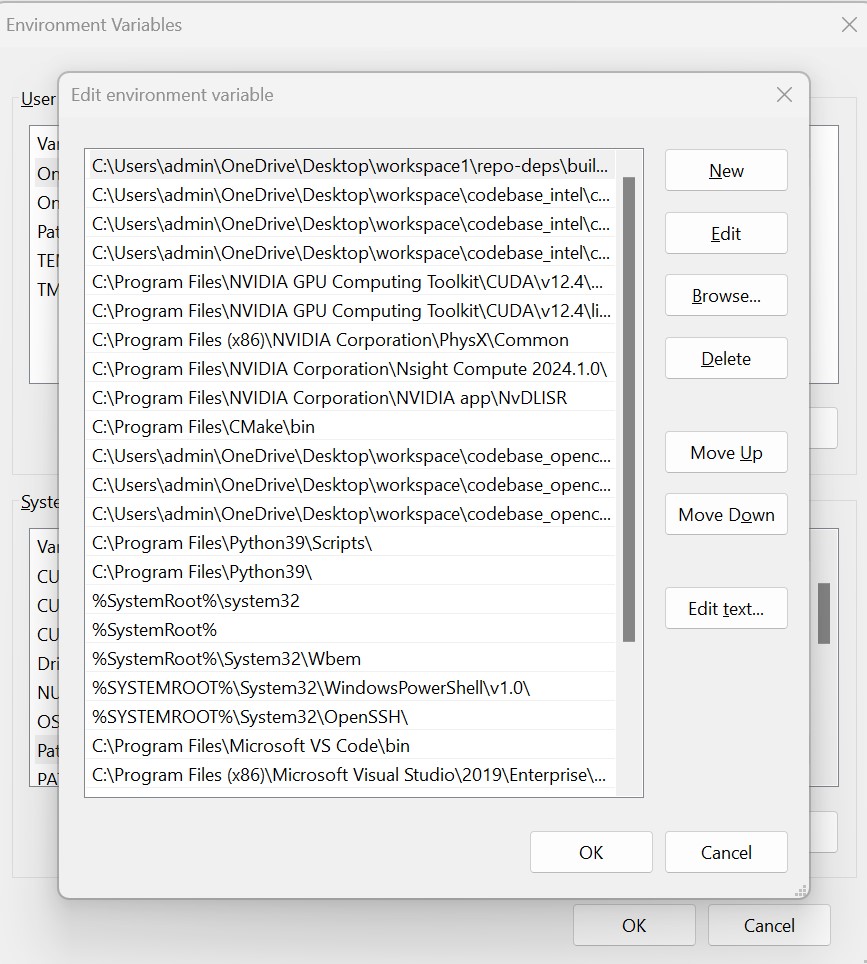 Environment Variables
Edit environment variable
User
Var
On
On
Pat
TEM
TM
C:\Users\admin\OneDrive\Desktop\workspace1\repo-deps\buil...
C:\Users\admin\OneDrive\Desktop\workspace\codebase_intel\c...
C:\Users\admin\OneDrive\Desktop\workspace\codebase_intel\c...
C:\Users\admin\OneDrive\Desktop\workspace\codebase_intel\c...
C:\Program Files\NVIDIA GPU Computing Toolkit\CUDA\v12.4\...
C:\Program Files\NVIDIA GPU Computing Toolkit\CUDA\v12.4\li...
C:\Program Files (x86)\NVIDIA Corporation\PhysX\Common
C:\Program Files\NVIDIA Corporation\Nsight Compute 2024.1.0\
C:\Program Files\NVIDIA Corporation\NVIDIA app\NvDLISR
C:\Program Files\CMake\bin
C:\Users\admin\OneDrive\Desktop\workspace\codebase_openc...
C:\Users\admin\OneDrive\Desktop\workspace\codebase_openc...
C:\Users\admin\OneDrive\Desktop\workspace\codebase_openc...
C:\Program Files\Python39\Scripts\
C:\Program Files\Python39\
%SystemRoot%\system32
%SystemRoot%
%SystemRoot%\System32\Wbem
%SYSTEMROOT%\System32\WindowsPowerShell\v1.0\
%SYSTEMROOT%\System32\OpenSSH\
C:\Program Files\Microsoft VS Code\bin
C:\Program Files (x86)\Microsoft Visual Studio\2019\Enterprise\...
New
Edit
Browse...
Delete
Move Up
Move Down
Edit text...
Syste
Var
CU
CU
CU
Dri
NU
OS
Pat
PA
OK
Cancel
OK
Cancel